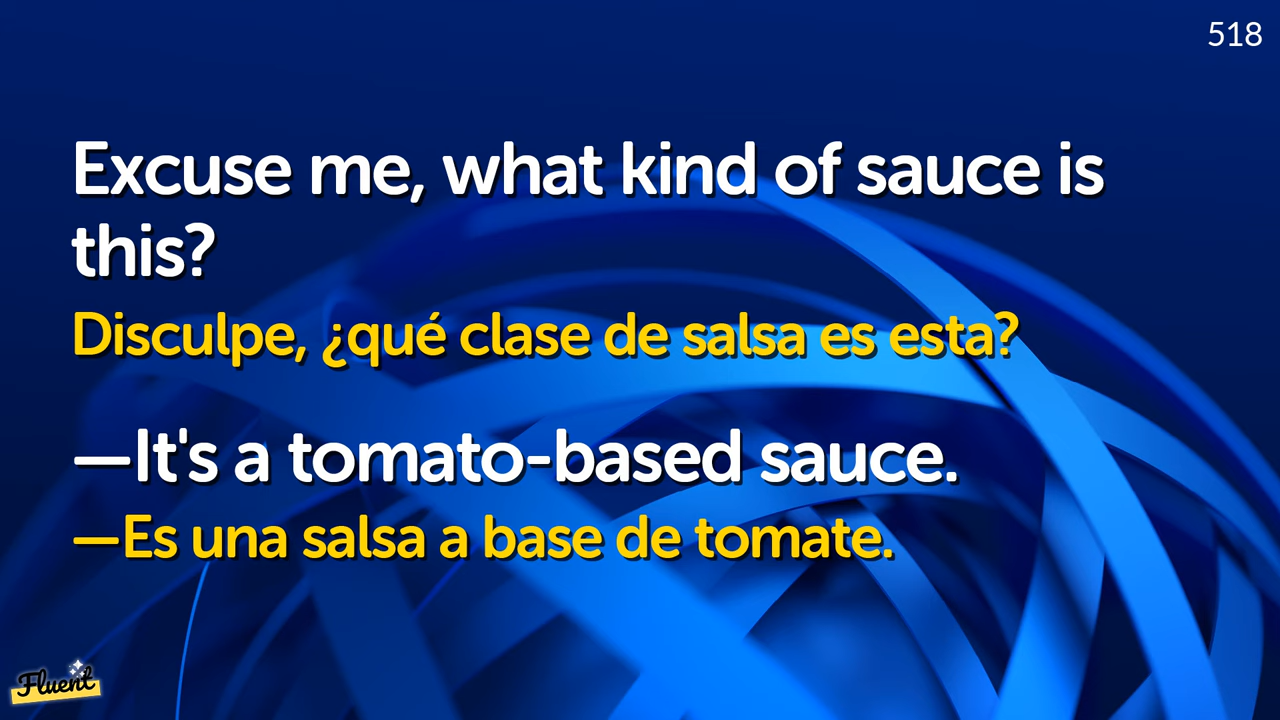 518
Excuse me, what kind of sauce is
this?
Disculpe, ¿qué clase de salsa es esta?
—It's a tomato-based sauce.
—Es una salsa a base de tomate.
Fluent